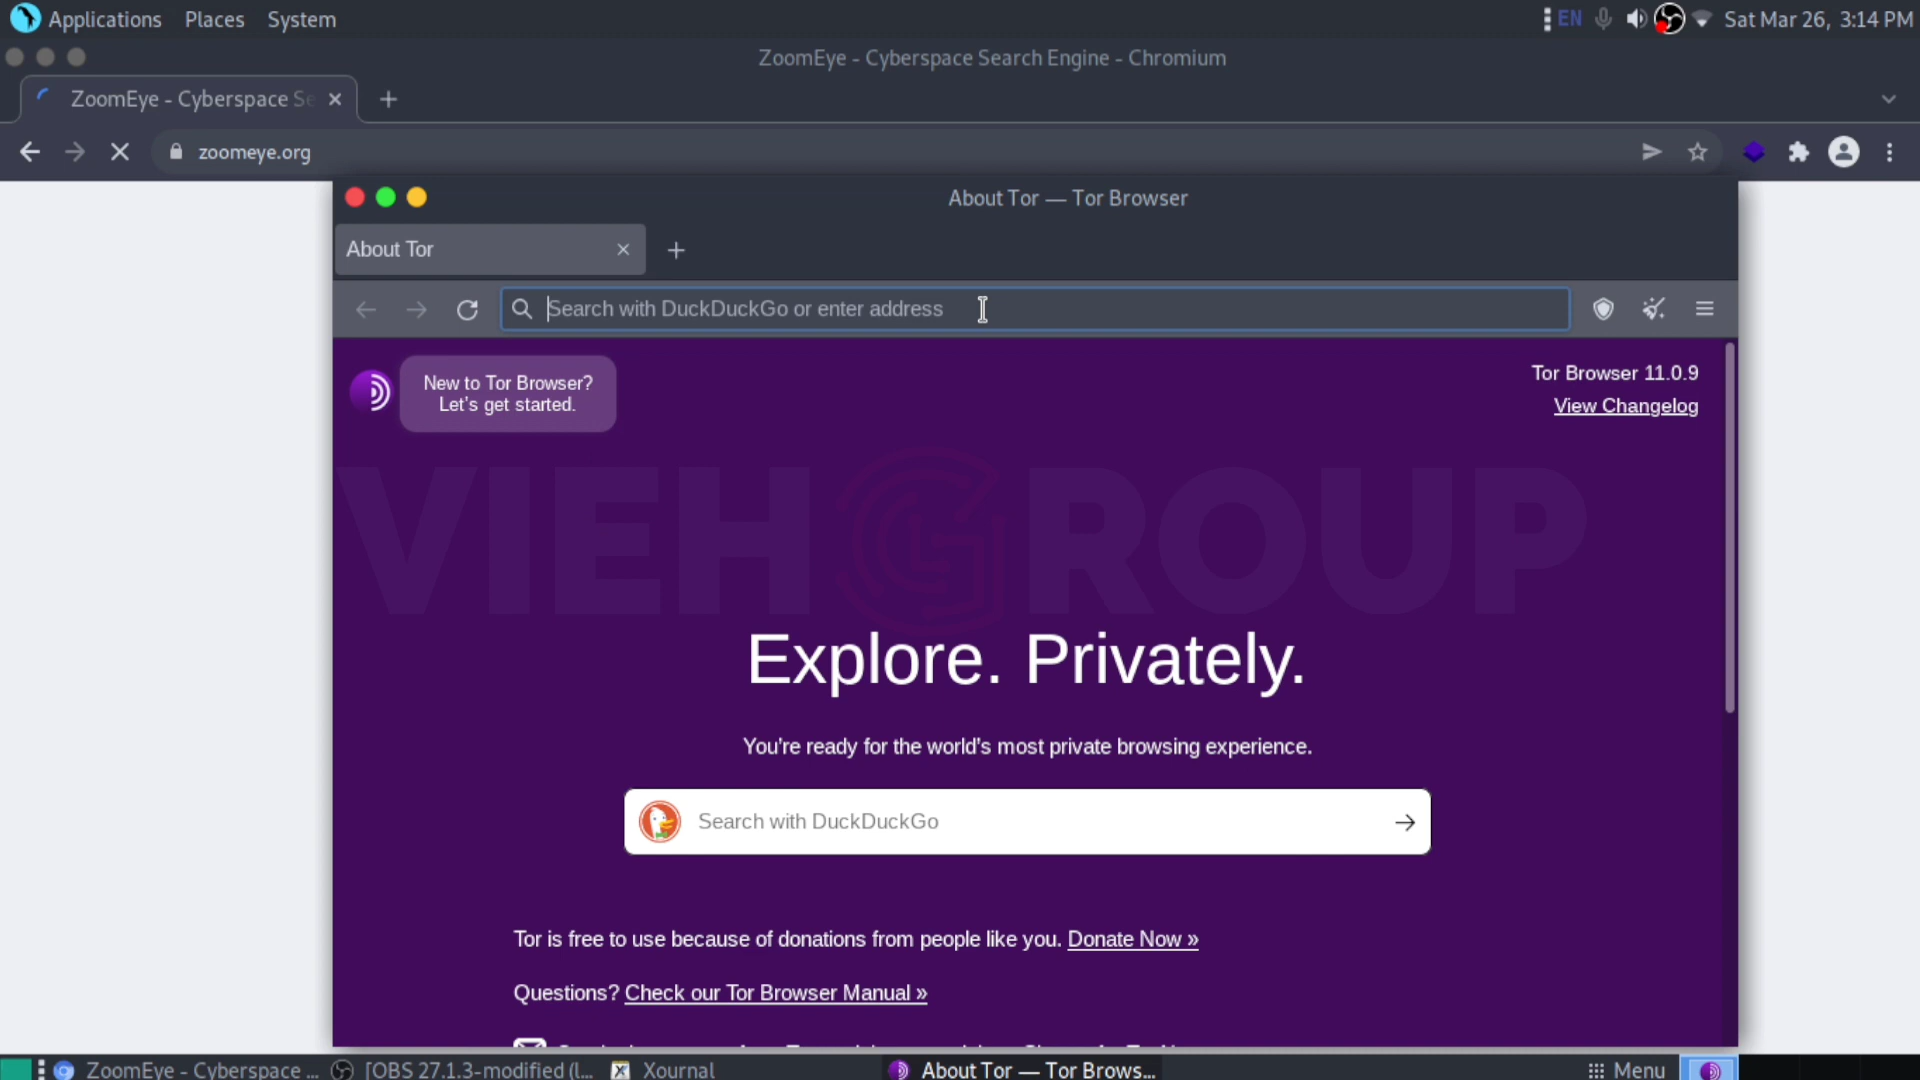 Applications Places System
EN Sat Mar 26, 3:14 PM
ZoomEye - Cyberspace Search Engine - Chromium
ZoomEye - Cyberspace Se
zoomeye.org
About Tor — Tor Browser
About Tor
Search with DuckDuckGo or enter address
New to Tor Browser?
Let's get started.
Tor Browser 11.0.9
View Changelog
VIEHGROUP
Explore. Privately.
You're ready for the world's most private browsing experience.
Search with DuckDuckGo
Tor is free to use because of donations from people like you. Donate Now »
Questions? Check our Tor Browser Manual »
ZoomEye - Cyberspace ... [OBS 27.1.3-modified (l... Xournal About Tor — Tor Brows... Menu